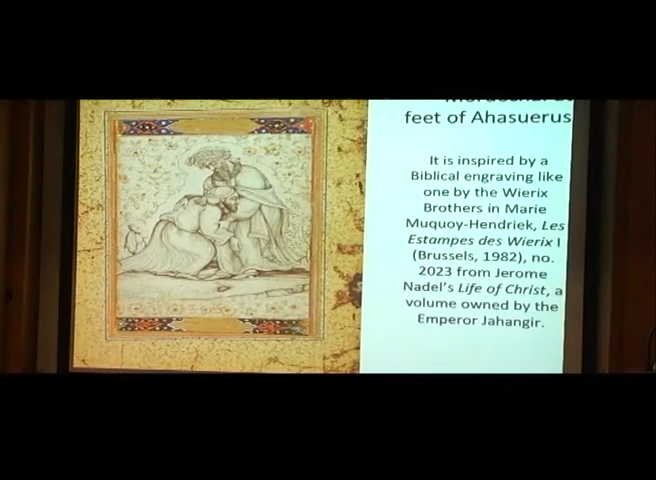 feet of Ahasuerus
It is inspired by a
Biblical engraving like
one by the Wierix
Brothers in Marie
Muquoy-Hendriek, Les
Estampes des Wierix I
(Brussels, 1982), no.
2023 from Jerome
Nadel's Life of Christ, a
volume owned by the
Emperor Jahangir.